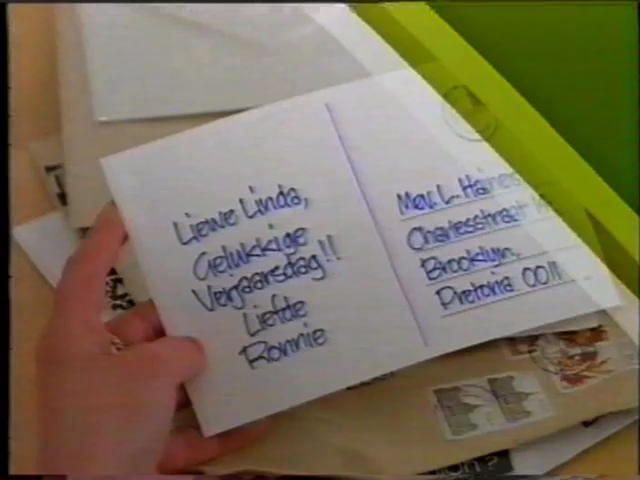 Liewe Linda,
Gelukkige
Verjaarsdag!!
Liefde
Ronnie
Mev. L. Haines
Charlesstraat
Brooklyn,
Pretoria 0011